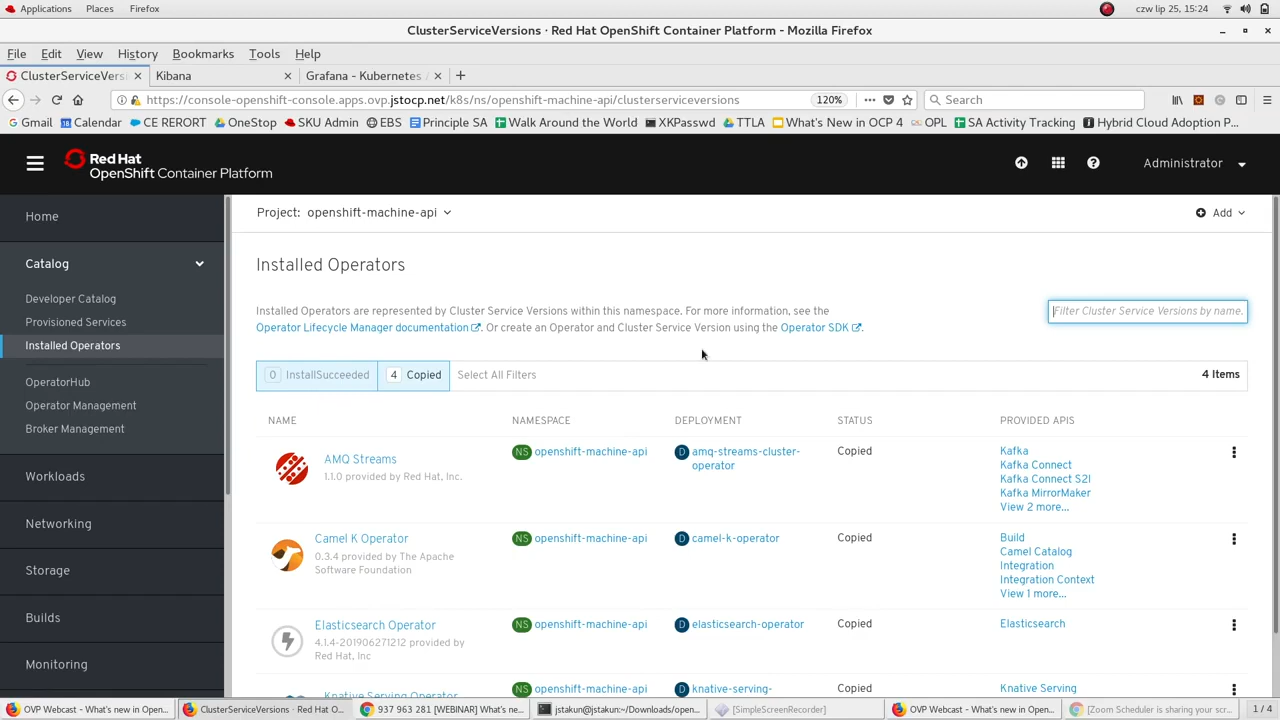 Applications Places Firefox czw lip 25, 15:24
ClusterServiceVersions · Red Hat OpenShift Container Platform - Mozilla Firefox
File Edit View History Bookmarks Tools Help
ClusterServiceVers Kibana Grafana - Kubernetes /
https://console-openshift-console.apps.ovp.jstocp.net/k8s/ns/openshift-machine-api/clusterserviceversions 120% Search
Gmail Calendar CE RERORT OneStop SKU Admin EBS Principle SA Walk Around the World XKPasswd TTLA What's New in OCP 4 OPL SA Activity Tracking Hybrid Cloud Adoption P...
Red Hat
OpenShift Container Platform
Administrator
Project: openshift-machine-api Add
Home
Catalog
Developer Catalog
Provisioned Services
Installed Operators
OperatorHub
Operator Management
Broker Management
Workloads
Networking
Storage
Builds
Monitoring
Installed Operators
Installed Operators are represented by Cluster Service Versions within this namespace. For more information, see the
Operator Lifecycle Manager documentation. Or create an Operator and Cluster Service Version using the Operator SDK.
Filter Cluster Service Versions by name.
0 InstallSucceeded 4 Copied Select All Filters 4 Items
NAME NAMESPACE DEPLOYMENT STATUS PROVIDED APIS
AMQ Streams
1.1.0 provided by Red Hat, Inc.
NS openshift-machine-api
D amq-streams-cluster-
operator
Copied
Kafka
Kafka Connect
Kafka Connect S2I
Kafka MirrorMaker
View 2 more...
Camel K Operator
0.3.4 provided by The Apache
Software Foundation
NS openshift-machine-api
D camel-k-operator
Copied
Build
Camel Catalog
Integration
Integration Context
View 1 more...
Elasticsearch Operator
4.1.4-201906271212 provided by
Red Hat, Inc
NS openshift-machine-api
D elasticsearch-operator
Copied
Elasticsearch
Knative Serving Operator
NS openshift-machine-api
D knative-serving-
Copied
Knative Serving
OVP Webcast - What's new in Open... ClusterServiceVersions · Red Hat O... 937 963 281 [WEBINAR] What's ne... jstakun@jstakun:~/Downloads/open... [SimpleScreenRecorder] OVP Webcast - What's new in Open... [Zoom Scheduler is sharing your scr... 1 / 4